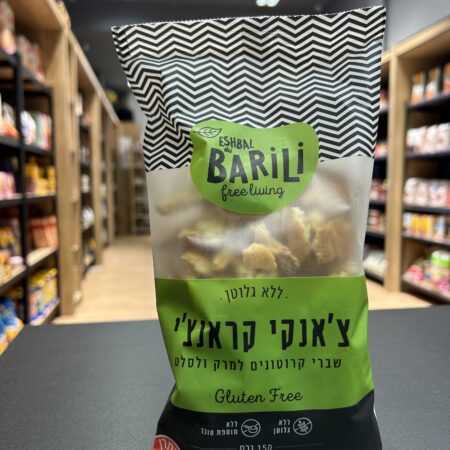 ESHBAL
BARILI
free living
. ללא גלוטן .
צ'אנקי קראנצ'י
שברי קרוטונים למרק ולסלט
Gluten Free
ללא גלוטן
ללא תוספת סוכר
150 גרם